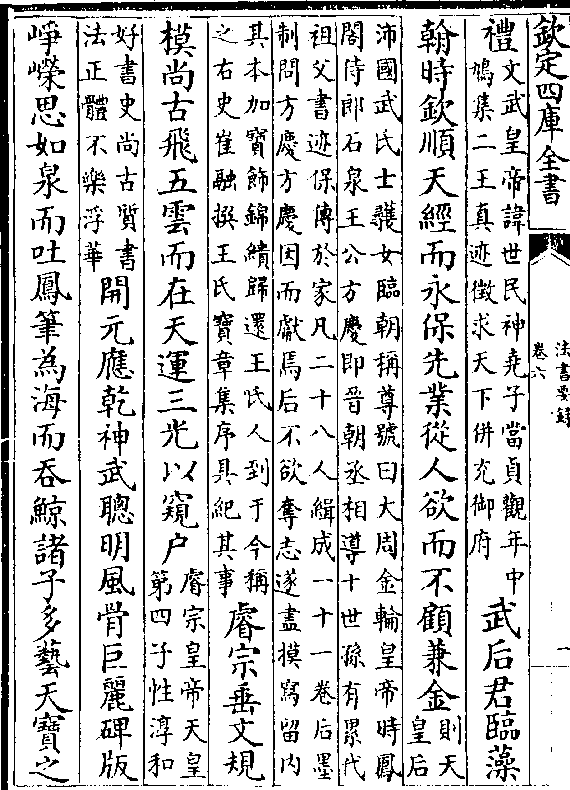 欽定四庫全書
法書要錄
卷六
一
禮
文武皇帝諱世民神堯子當貞觀年中
鳩集二王真迹徵求天下併充御府
武后君臨藻
翰時欽順天經而永保先業從人欲而不顧兼金
則天
皇后
沛國武氏士彠女臨朝稱尊號曰大周金輪皇帝時鳳
閣侍郎石泉王公方慶即晉朝丞相導十世孫有累代
祖父書迹保傳於家凡二十八人緝成一十一卷后墨
制問方慶方慶因而獻焉后不欲奪志遂盡模寫留内
其本加寶飾錦繢歸還王氏人到于今稱
之右史崔融撰王氏寶章集序具紀其事
睿宗垂文規
模尚古飛五雲而在天運三光以窺户
睿宗皇帝天皇
第四子性淳和
好書史尚古質書
法正體不樂浮華
開元應乾神武聰明風骨巨麗碑版
崢嶸思如泉而吐鳳筆為海而吞鯨諸子多藝天寶之